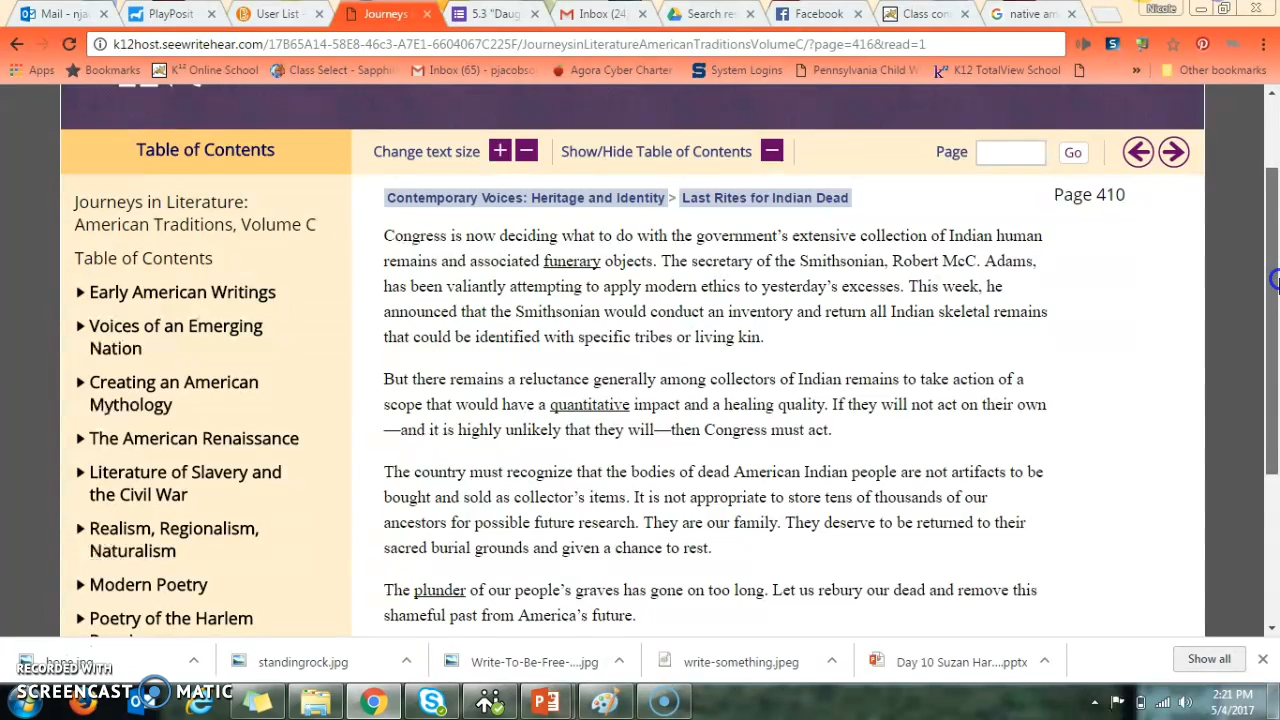 Mail - nja
PlayPosit
User List -
Journeys
5.3 "Daug
Inbox (24)
Search res
Facebook
Class con
native am
Nicole
k12host.seewritehear.com/17B65A14-58E8-46c3-A7E1-6604067C225F/JourneysinLiteratureAmericanTraditionsVolumeC/?page=416&read=1
Apps
Bookmarks
K12 Online School
Class Select - Sapphi
Inbox (65) - pjacobso
Agora Cyber Charter
System Logins
Pennsylvania Child W
K12 TotalView School
»
Other bookmarks
Table of Contents
Change text size + −
Show/Hide Table of Contents −
Page
Go
Journeys in Literature:
American Traditions, Volume C
Table of Contents
Early American Writings
Voices of an Emerging
Nation
Creating an American
Mythology
The American Renaissance
Literature of Slavery and
the Civil War
Realism, Regionalism,
Naturalism
Modern Poetry
Poetry of the Harlem
Contemporary Voices: Heritage and Identity > Last Rites for Indian Dead
Page 410
Congress is now deciding what to do with the government's extensive collection of Indian human
remains and associated funerary objects. The secretary of the Smithsonian, Robert McC. Adams,
has been valiantly attempting to apply modern ethics to yesterday's excesses. This week, he
announced that the Smithsonian would conduct an inventory and return all Indian skeletal remains
that could be identified with specific tribes or living kin.
But there remains a reluctance generally among collectors of Indian remains to take action of a
scope that would have a quantitative impact and a healing quality. If they will not act on their own
—and it is highly unlikely that they will—then Congress must act.
The country must recognize that the bodies of dead American Indian people are not artifacts to be
bought and sold as collector's items. It is not appropriate to store tens of thousands of our
ancestors for possible future research. They are our family. They deserve to be returned to their
sacred burial grounds and given a chance to rest.
The plunder of our people's graves has gone on too long. Let us rebury our dead and remove this
shameful past from America's future.
standingrock.jpg
Write-To-Be-Free-....jpg
write-something.jpeg
Day 10 Suzan Har....pptx
Show all
RECORDED WITH
SCREENCAST MATIC
2:21 PM
5/4/2017